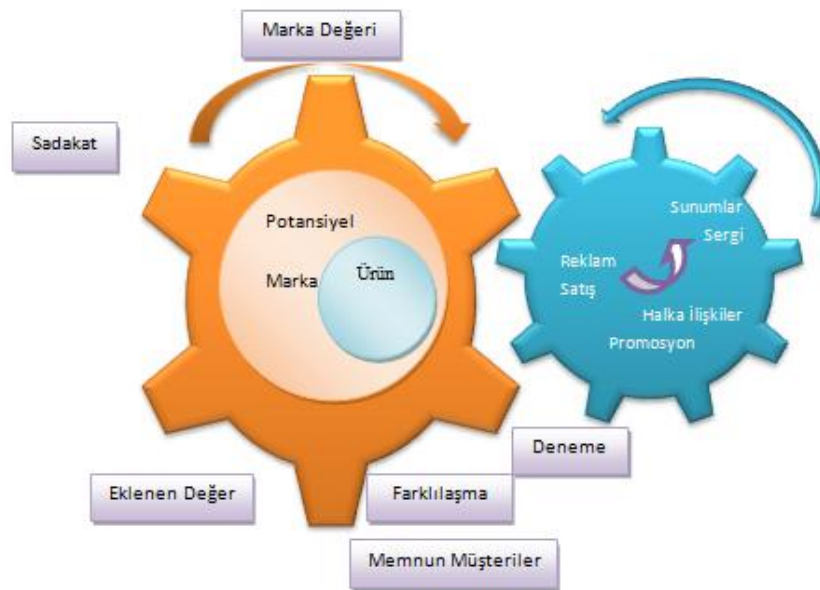 Marka Değeri
Sadakat
Potansiyel
Marka
Ürün
Sunumlar
Sergi
Reklam
Satış
Halka İlişkiler
Promosyon
Deneme
Eklenen Değer
Farklılaşma
Memnun Müşteriler